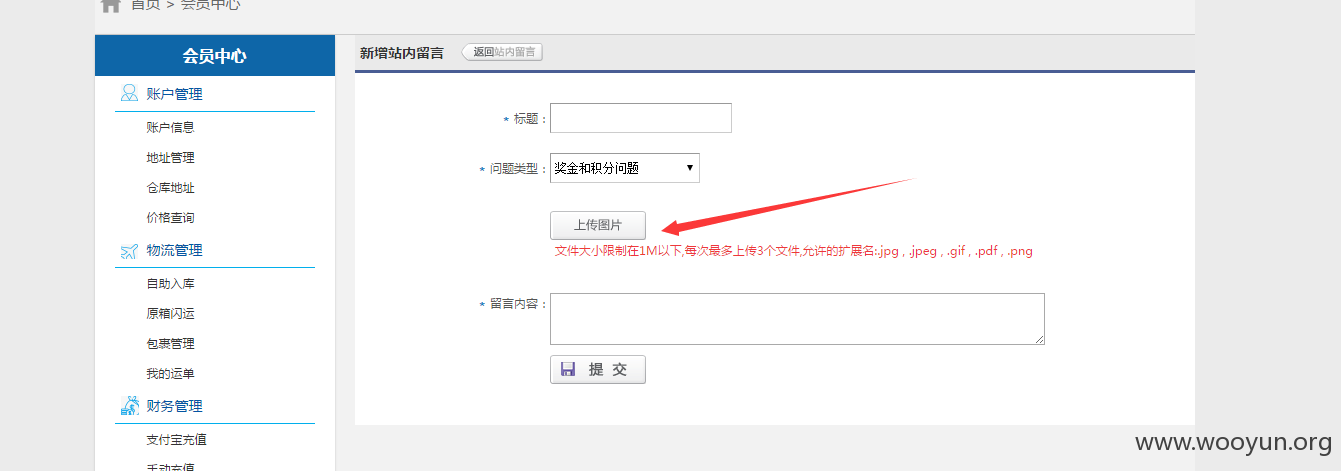 首页 > 会员中心
会员中心
账户管理
账户信息
地址管理
仓库地址
价格查询
物流管理
自助入库
原箱闪运
包裹管理
我的运单
财务管理
支付宝充值
手动充值
新增站内留言 返回站内留言
* 标题：
* 问题类型： 奖金和积分问题
上传图片
文件大小限制在1M以下,每次最多上传3个文件,允许的扩展名:.jpg , .jpeg , .gif , .pdf , .png
* 留言内容：
提 交
www.wooyun.org